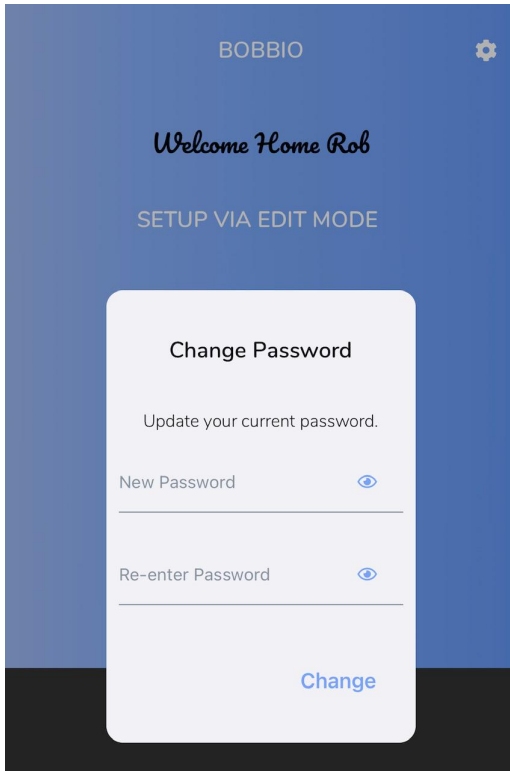 BOBBIO
Welcome Home Rob
SETUP VIA EDIT MODE
Change Password
Update your current password.
New Password
Re-enter Password
Change